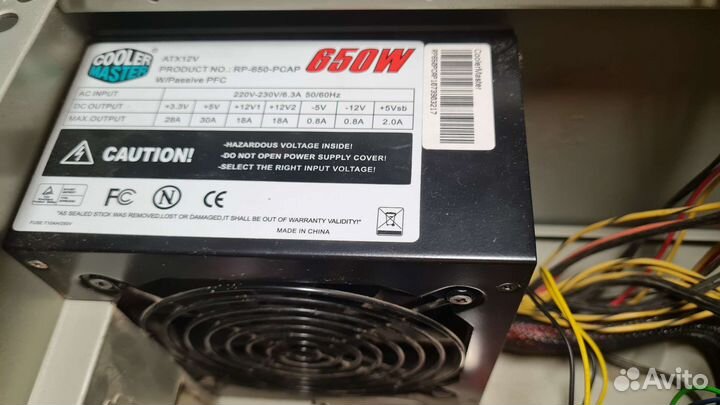 COOLER MASTER
ATX12V
PRODUCT NO.: RP-650-PCAP
W/Passive PFC
650W
AC INPUT 220V-230V/6.3A 50/60Hz
DC OUTPUT +3.3V +5V +12V1 +12V2 -5V -12V +5Vsb
MAX.OUTPUT 28A 30A 18A 18A 0.8A 0.8A 2.0A
CAUTION!
-HAZARDOUS VOLTAGE INSIDE!
-DO NOT OPEN POWER SUPPLY COVER!
-SELECT THE RIGHT INPUT VOLTAGE!
FC N CE
"AS SEALED STICK WAS REMOVED,LOST OR DAMAGED,IT SHALL BE OUT OF WARRANTY VALIDITY!"
MADE IN CHINA
CoolerMaster
Avito